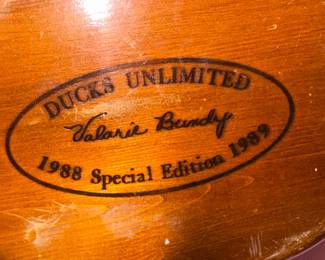 DUCKS UNLIMITED
Valarie Bundy
1988 Special Edition 1989